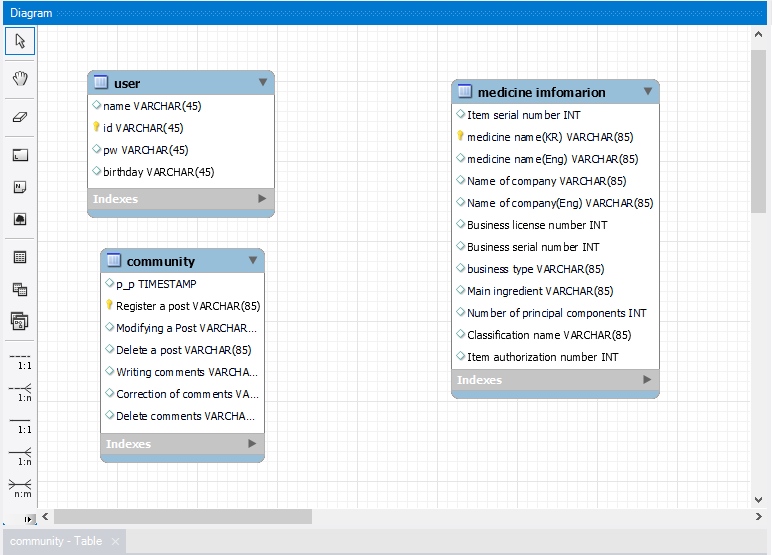 Diagram
user
name VARCHAR(45)
id VARCHAR(45)
pw VARCHAR(45)
birthday VARCHAR(45)
Indexes
community
p_p TIMESTAMP
Register a post VARCHAR(85)
Modifying a Post VARCHAR...
Delete a post VARCHAR(85)
Writing comments VARCHA...
Correction of comments VA...
Delete comments VARCHA...
Indexes
medicine imfomarion
Item serial number INT
medicine name(KR) VARCHAR(85)
medicine name(Eng) VARCHAR(85)
Name of company VARCHAR(85)
Name of company(Eng) VARCHAR(85)
Business license number INT
Business serial number INT
business type VARCHAR(85)
Main ingredient VARCHAR(85)
Number of principal components INT
Classification name VARCHAR(85)
Item authorization number INT
Indexes
1:1
1:n
1:1
1:n
n:m
community - Table